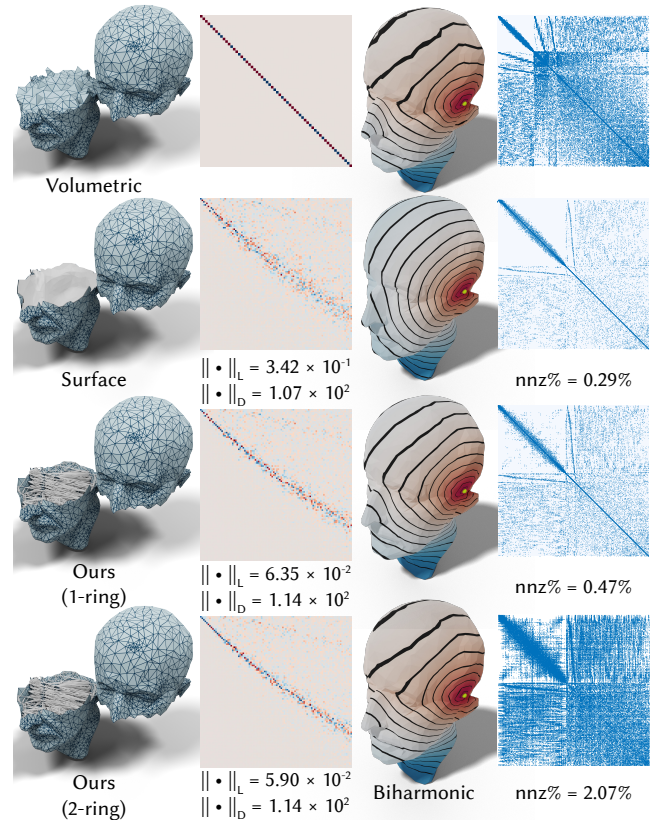 Volumetric
Surface
|| • ||L = 3.42 × 10-1
|| • ||D = 1.07 × 102
nnz% = 0.29%
Ours
(1-ring)
|| • ||L = 6.35 × 10-2
|| • ||D = 1.14 × 102
nnz% = 0.47%
Ours
(2-ring)
|| • ||L = 5.90 × 10-2
|| • ||D = 1.14 × 102
Biharmonic
nnz% = 2.07%